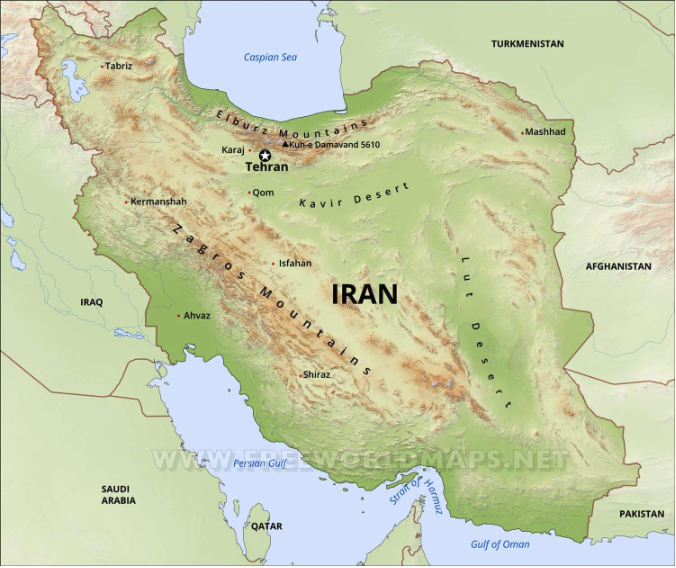 TURKMENISTAN
Caspian Sea
Tabriz
Elburz Mountains
Mashhad
Karaj
Kuh-e Damavand 5610
Tehran
Qom
Kavir Desert
Kermanshah
Zagros Mountains
Isfahan
AFGHANISTAN
Lut Desert
IRAN
IRAQ
Ahvaz
Shiraz
WWW.FREEWORLDMAPS.NET
Persian Gulf
SAUDI
ARABIA
Strait of
Hormuz
QATAR
PAKISTAN
Gulf of Oman